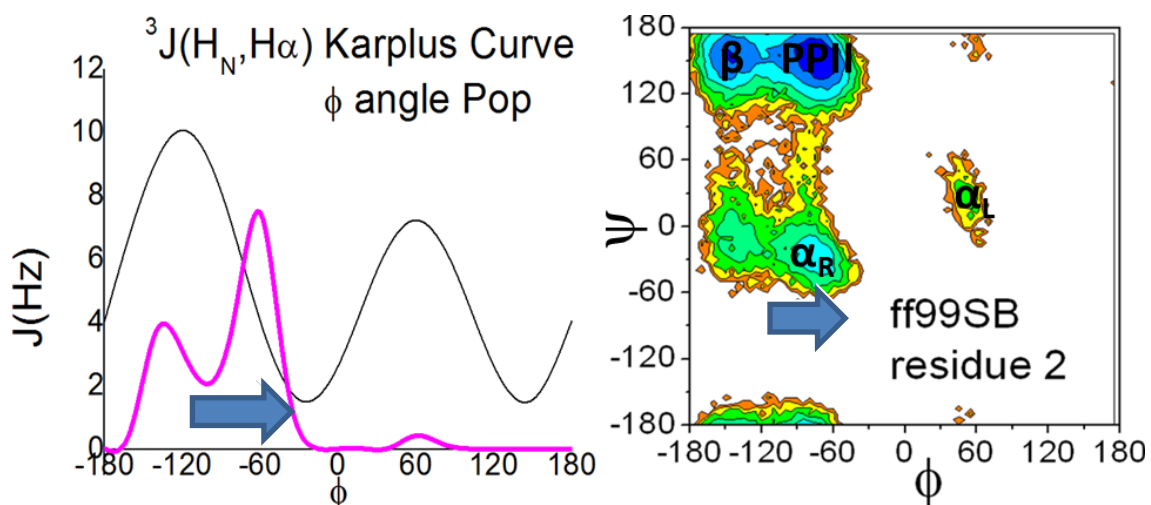 ³J(H_N,Hα) Karplus Curve
ϕ angle Pop
12
10
8
6
4
2
0
J(Hz)
-180
-120
-60
0
60
120
180
ϕ
180
120
60
0
-60
-120
-180
Ψ
β PPII
α_L
α_R
ff99SB
residue 2
-180
-120
-60
0
60
120
180
ϕ